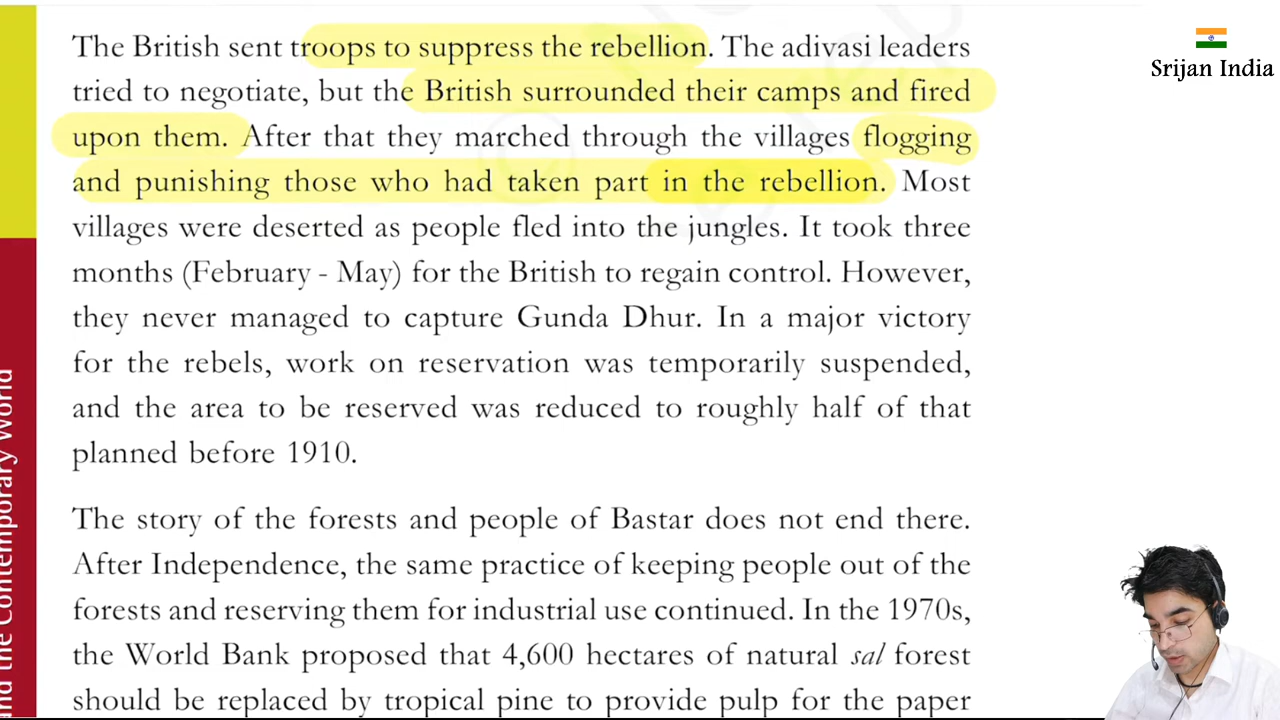 The British sent troops to suppress the rebellion. The adivasi leaders
tried to negotiate, but the British surrounded their camps and fired
upon them. After that they marched through the villages flogging
and punishing those who had taken part in the rebellion. Most
villages were deserted as people fled into the jungles. It took three
months (February - May) for the British to regain control. However,
they never managed to capture Gunda Dhur. In a major victory
for the rebels, work on reservation was temporarily suspended,
and the area to be reserved was reduced to roughly half of that
planned before 1910.
The story of the forests and people of Bastar does not end there.
After Independence, the same practice of keeping people out of the
forests and reserving them for industrial use continued. In the 1970s,
the World Bank proposed that 4,600 hectares of natural sal forest
should be replaced by tropical pine to provide pulp for the paper
Srijan India
the Contemporary World